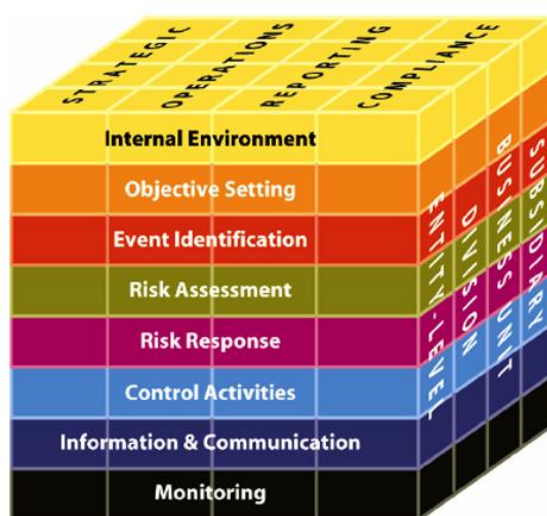 STRATEGIC
OPERATIONS
REPORTING
COMPLIANCE
Internal Environment
Objective Setting
Event Identification
Risk Assessment
Risk Response
Control Activities
Information & Communication
Monitoring
ENTITY-LEVEL
DIVISION
BUSINESS UNIT
SUBSIDIARY